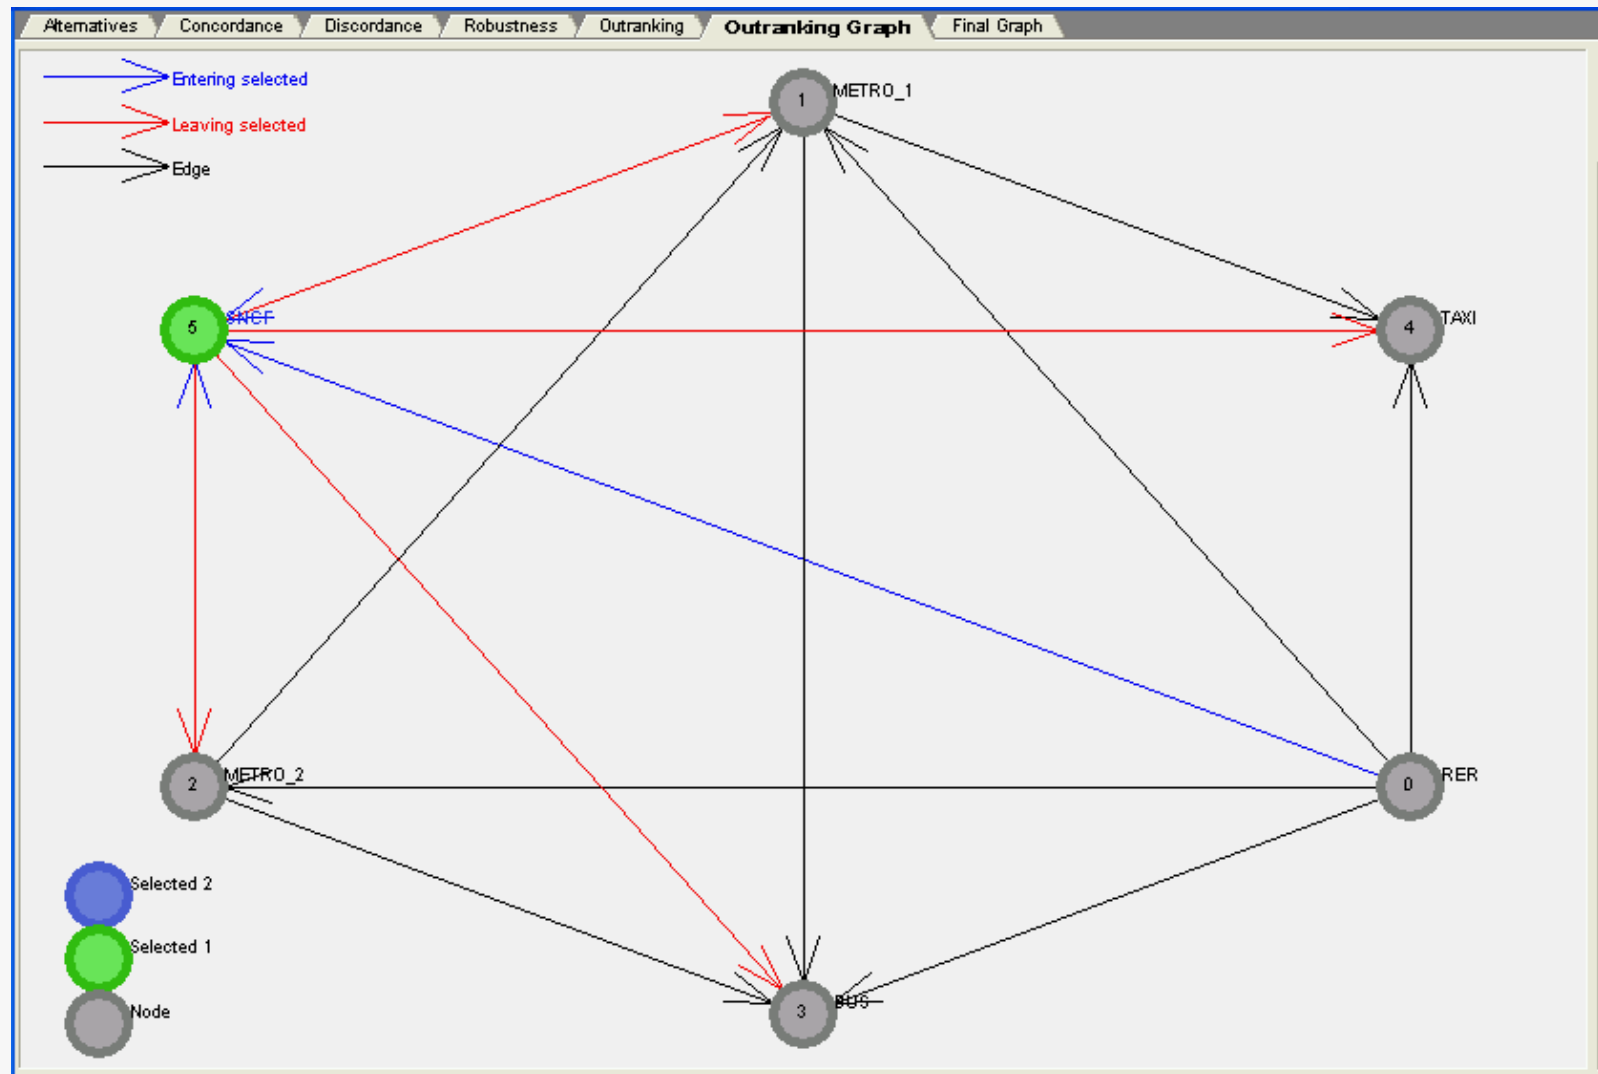 Alternatives Concordance Discordance Robustness Outranking Outranking Graph Final Graph
Entering selected
1 METRO_1
Leaving selected
Edge
5 SNCF
4 TAXI
2 METRO_2
0 RER
Selected 2
Selected 1
3 BUS
Node